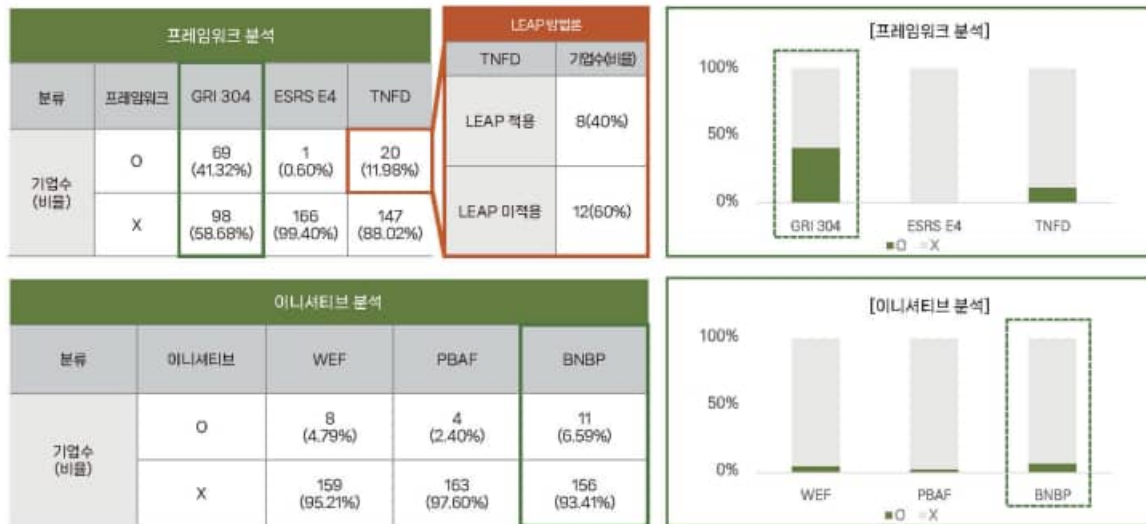 프레임워크 분석
분류 프레임워크 GRI 304 ESRS E4 TNFD
기업수
(비율)
O 69 1 20
(41.32%) (0.60%) (11.98%)
X 98 166 147
(58.68%) (99.40%) (88.02%)
LEAP 방법론
TNFD 기업수(비율)
LEAP 적용 8(40%)
LEAP 미적용 12(60%)
[프레임워크 분석]
100%
50%
0%
GRI 304 ESRS E4 TNFD
O X
이니셔티브 분석
분류 이니셔티브 WEF PBAF BNBP
기업수
(비율)
O 8 4 11
(4.79%) (2.40%) (6.59%)
X 159 163 156
(95.21%) (97.60%) (93.41%)
[이니셔티브 분석]
100%
50%
0%
WEF PBAF BNBP
O X